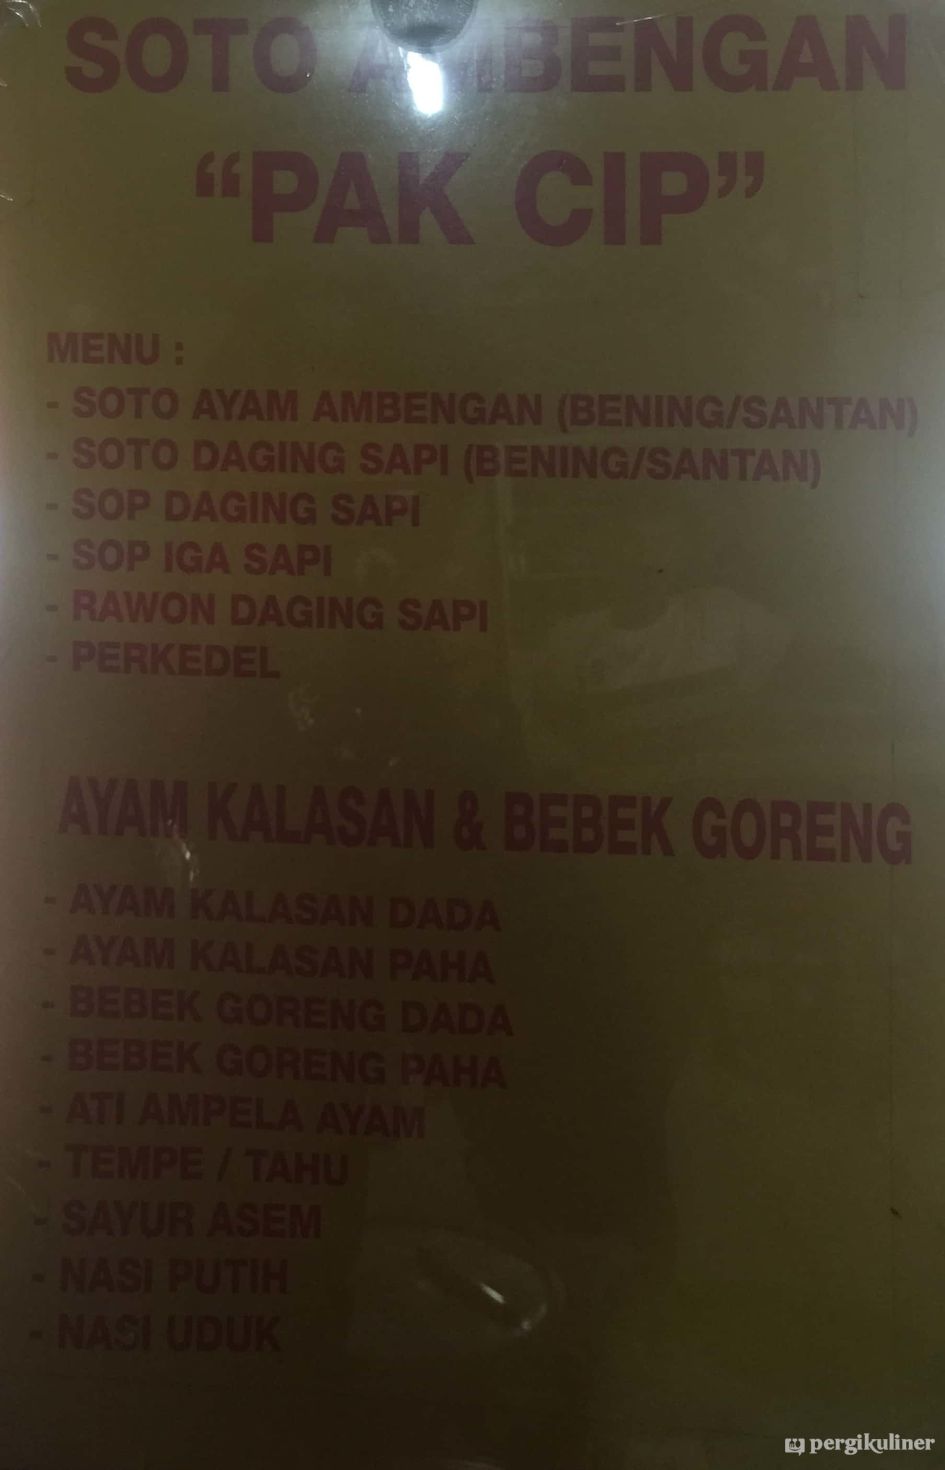 SOTO AMBENGAN
“PAK CIP”
MENU :
- SOTO AYAM AMBENGAN (BENING/SANTAN)
- SOTO DAGING SAPI (BENING/SANTAN)
- SOP DAGING SAPI
- SOP IGA SAPI
- RAWON DAGING SAPI
- PERKEDEL
AYAM KALASAN & BEBEK GORENG
- AYAM KALASAN DADA
- AYAM KALASAN PAHA
- BEBEK GORENG DADA
- BEBEK GORENG PAHA
- ATI AMPELA AYAM
- TEMPE / TAHU
- SAYUR ASEM
- NASI PUTIH
- NASI UDUK
pergikuliner